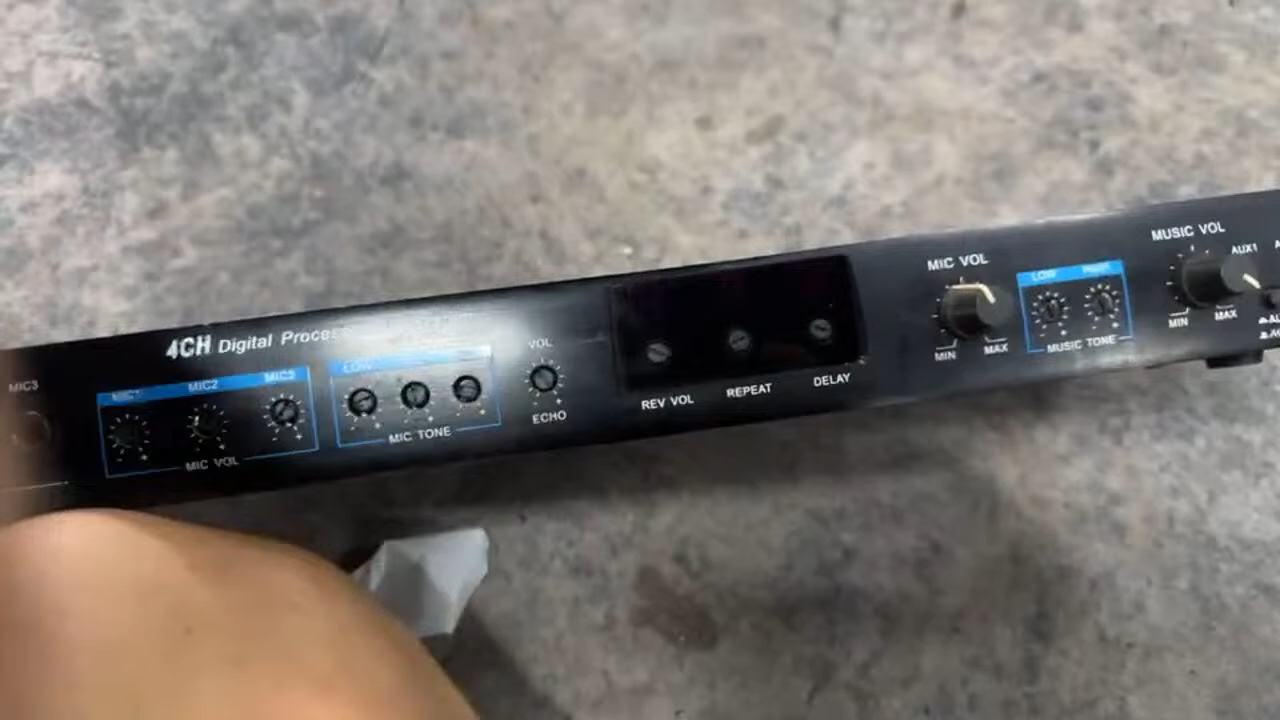 4CH Digital Proces
MIC3
MIC1 MIC2 MIC3
MIC VOL
LOW
MIC TONE
VOL
ECHO
REV VOL
REPEAT
DELAY
MIC VOL
MIN MAX
LOW
MUSIC TONE
MUSIC VOL
MIN MAX
AUX1